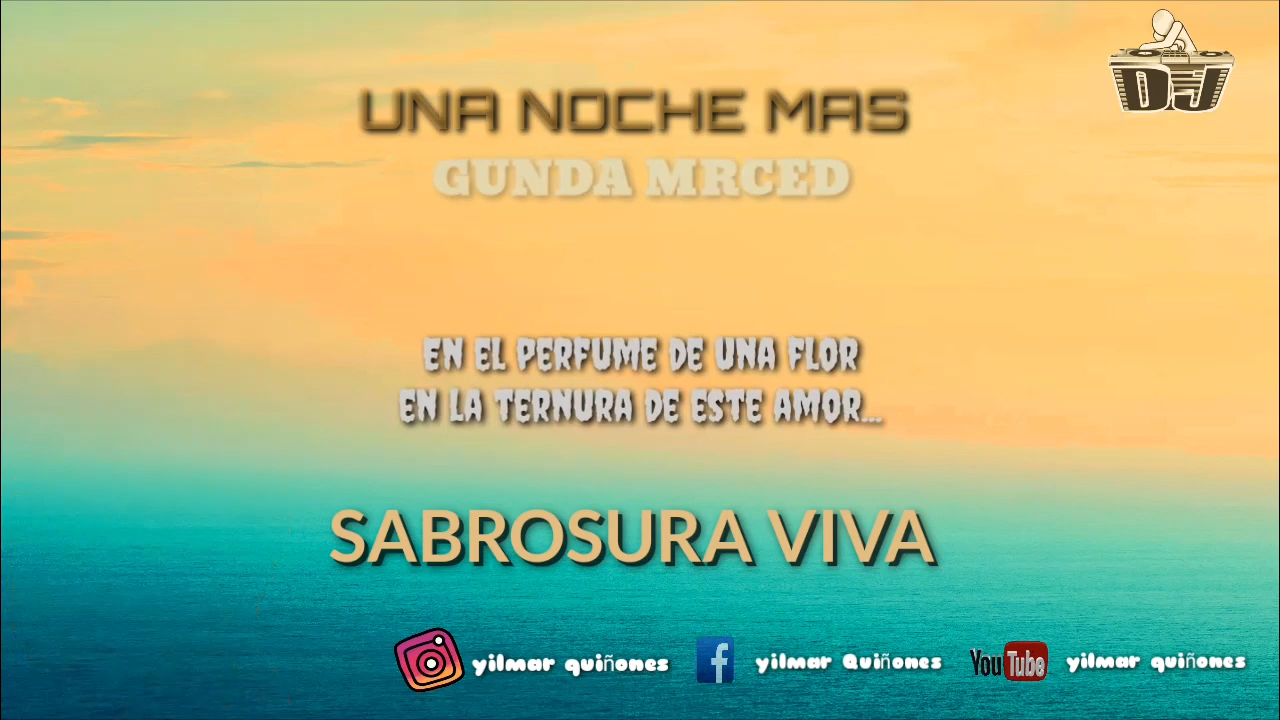 DJ
UNA NOCHE MAS
GUNDA MRCED
EN EL PERFUME DE UNA FLOR
EN LA TERNURA DE ESTE AMOR...
SABROSURA VIVA
yilmar quiñones
f yilmar Quiñones
YouTube yilmar quiñones